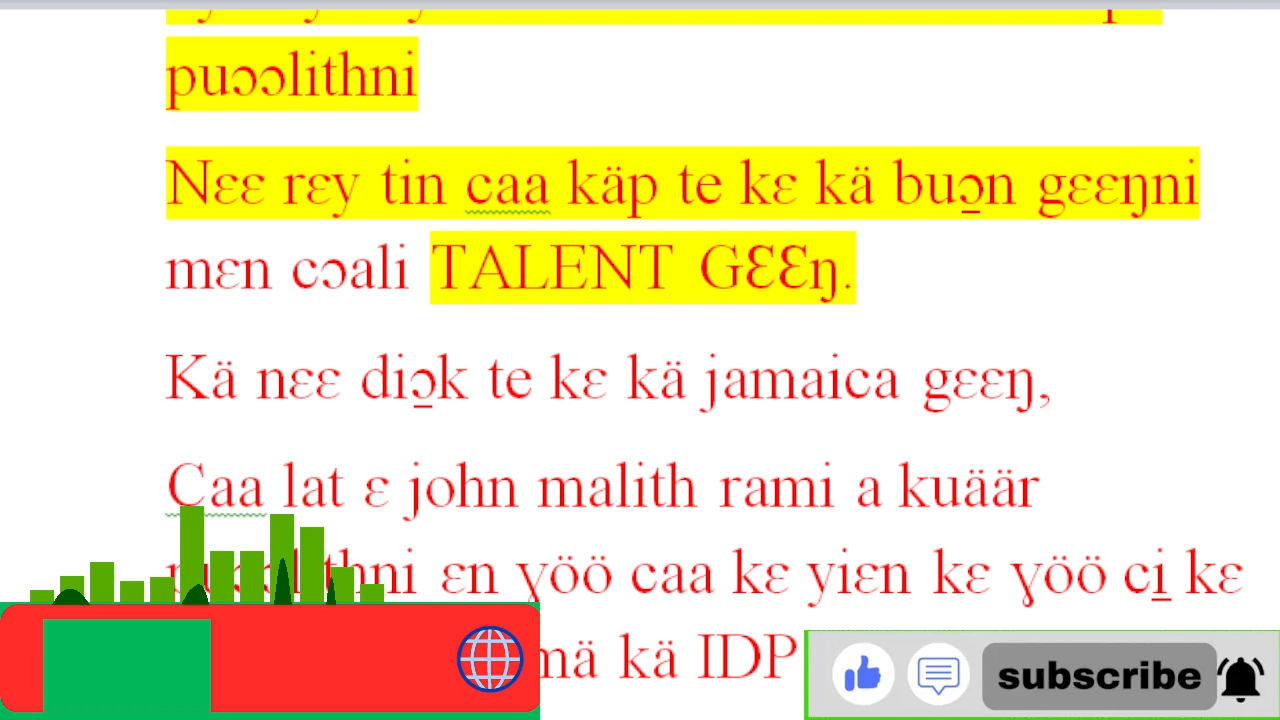 puɔɔlithni
Nɛɛ rɛy tin caa käp te kɛ kä buɔ̱n gɛɛŋni
mɛn cɔali TALENT GƐƐŋ.
Kä nɛɛ diɔ̱k te kɛ kä jamaica gɛɛŋ,
Caa lat ɛ john malith rami a kuäär
ɛn ɣöö caa kɛ yiɛn kɛ ɣöö ci̱ kɛ
kä IDP
subscribe